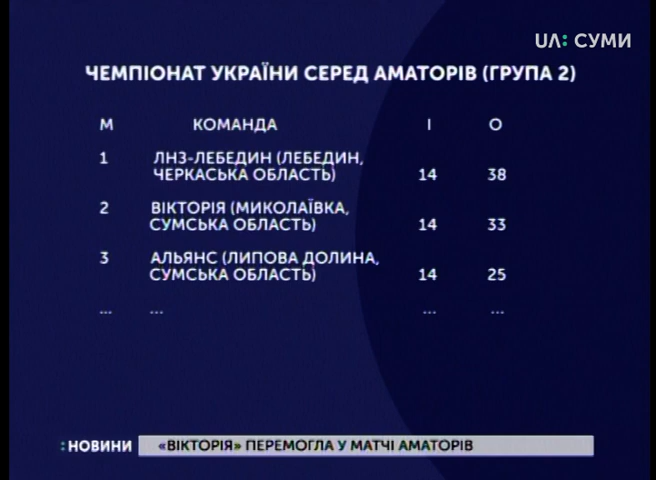 UA: СУМИ
ЧЕМПІОНАТ УКРАЇНИ СЕРЕД АМАТОРІВ (ГРУПА 2)
М КОМАНДА І О
1 ЛНЗ-ЛЕБЕДИН (ЛЕБЕДИН,
ЧЕРКАСЬКА ОБЛАСТЬ) 14 38
2 ВІКТОРІЯ (МИКОЛАЇВКА,
СУМСЬКА ОБЛАСТЬ) 14 33
3 АЛЬЯНС (ЛИПОВА ДОЛИНА,
СУМСЬКА ОБЛАСТЬ) 14 25
... ... ... ...
:НОВИНИ «ВІКТОРІЯ» ПЕРЕМОГЛА У МАТЧІ АМАТОРІВ